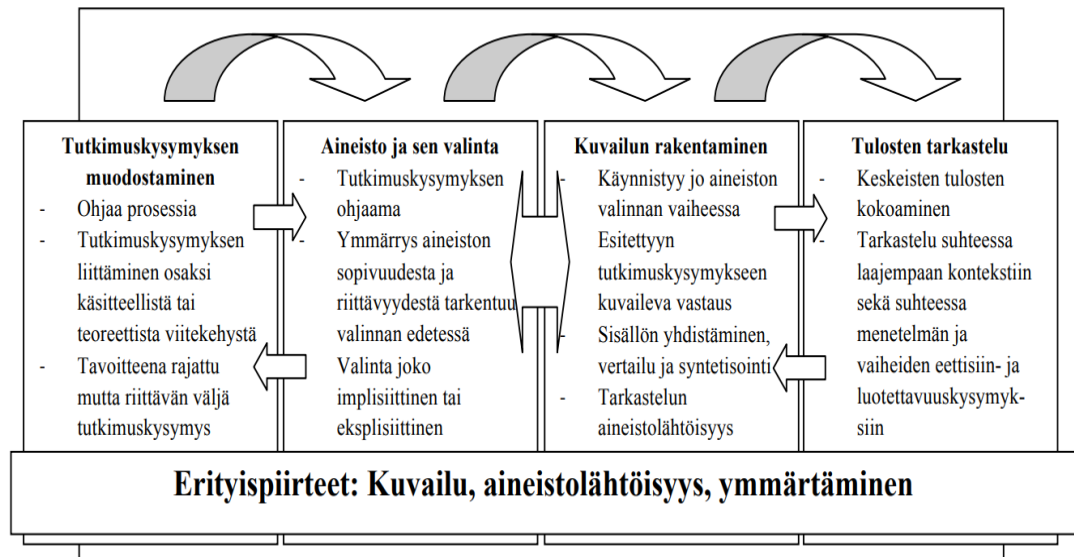 Tutkimuskysymyksen
muodostaminen
- Ohjaa prosessia
- Tutkimuskysymyksen
liittäminen osaksi
käsitteellistä tai
teoreettista viitekehystä
- Tavoitteena rajattu
mutta riittävän väljä
tutkimuskysymys
Aineisto ja sen valinta
- Tutkimuskysymyksen
ohjaama
- Ymmärrys aineiston
sopivuudesta ja
riittävyydestä tarkentuu
valinnan edetessä
- Valinta joko
implisiittinen tai
eksplisiittinen
Kuvailun rakentaminen
- Käynnistyy jo aineiston
valinnan vaiheessa
- Esitettyyn
tutkimuskysymykseen
kuvaileva vastaus
- Sisällön yhdistäminen,
vertailu ja syntetisointi
- Tarkastelun
aineistolähtöisyys
Tulosten tarkastelu
- Keskeisten tulosten
kokoaminen
- Tarkastelu suhteessa
laajempaan kontekstiin
sekä suhteessa
menetelmän ja
vaiheiden eettisiin- ja
luotettavuuskysymyk-
siin
Erityispiirteet: Kuvailu, aineistolähtöisyys, ymmärtäminen